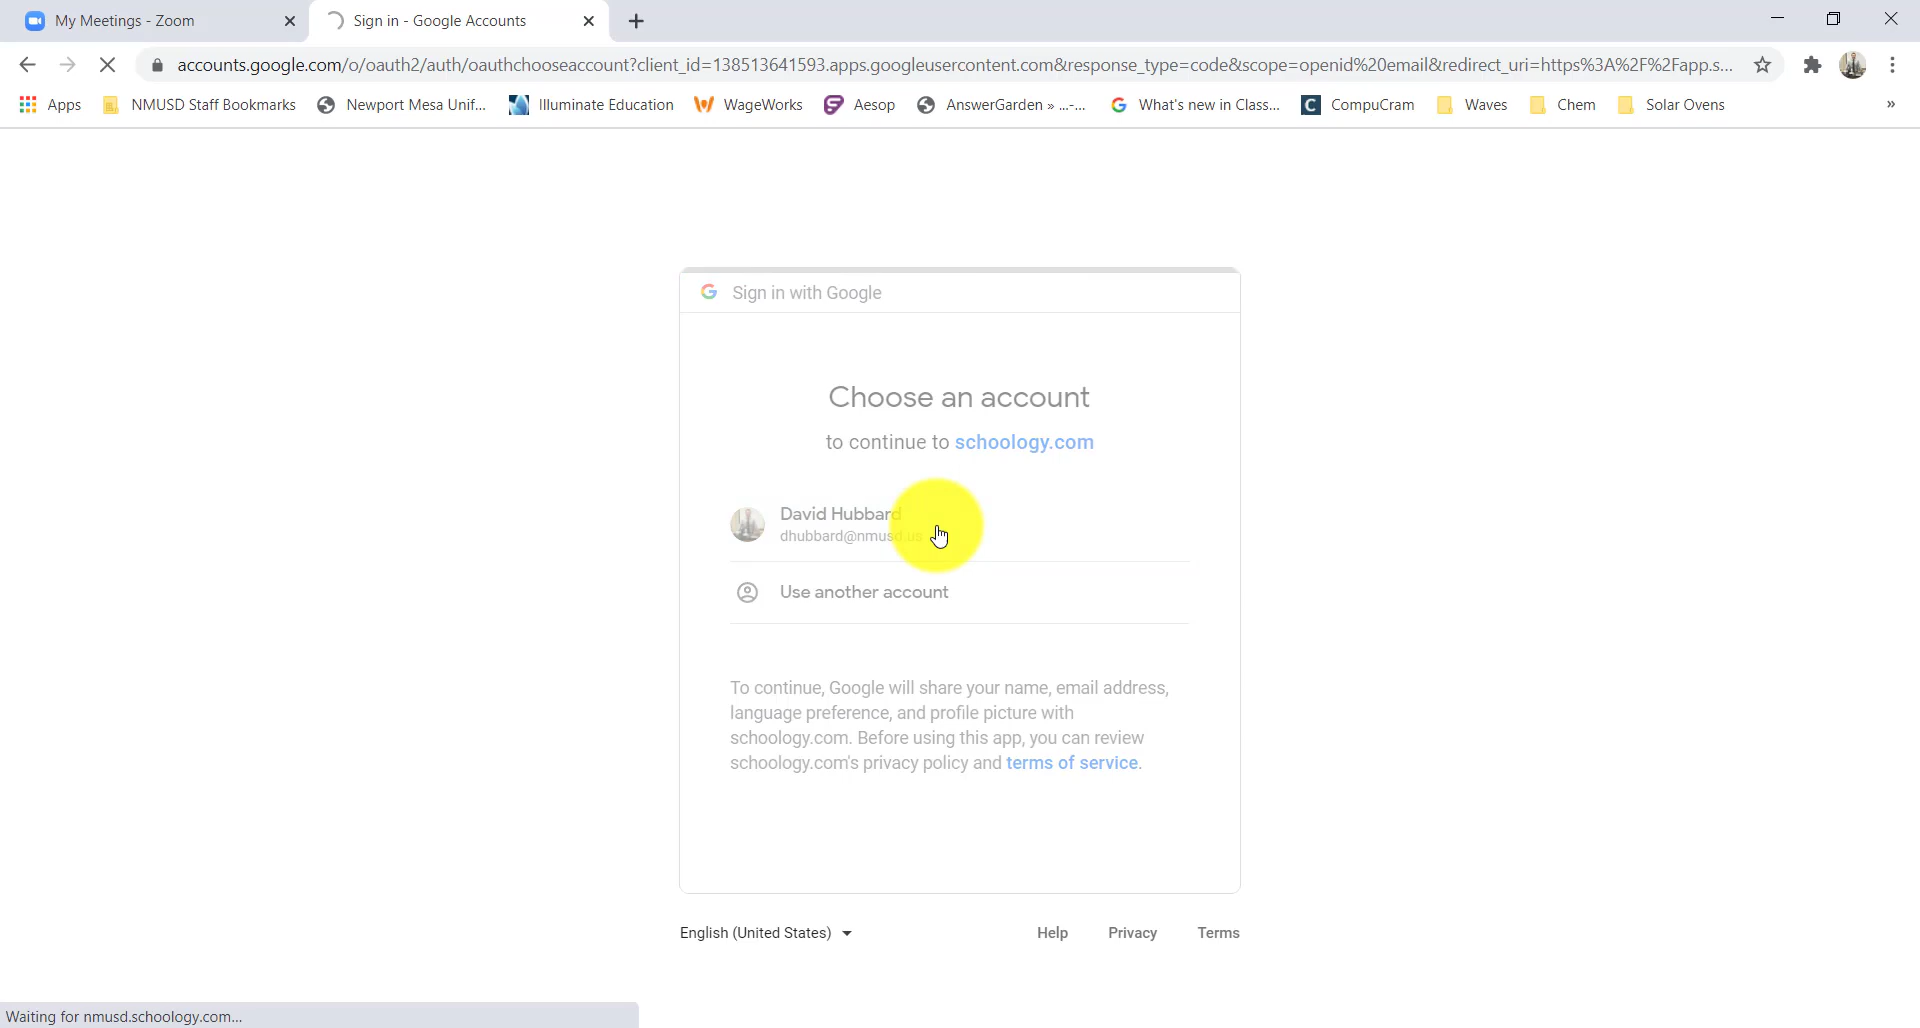 My Meetings - Zoom
Sign in - Google Accounts
accounts.google.com/o/oauth2/auth/oauthchooseaccount?client_id=138513641593.apps.googleusercontent.com&response_type=code&scope=openid%20email&redirect_uri=https%3A%2F%2Fapp.s...
Apps NMUSD Staff Bookmarks Newport Mesa Unif... Illuminate Education WageWorks Aesop AnswerGarden » ...-... What's new in Class... CompuCram Waves Chem Solar Ovens »
Sign in with Google
Choose an account
to continue to schoology.com
David Hubbard
dhubbard@nmusd.us
Use another account
To continue, Google will share your name, email address,
language preference, and profile picture with
schoology.com. Before using this app, you can review
schoology.com's privacy policy and terms of service.
English (United States) Help Privacy Terms
Waiting for nmusd.schoology.com...